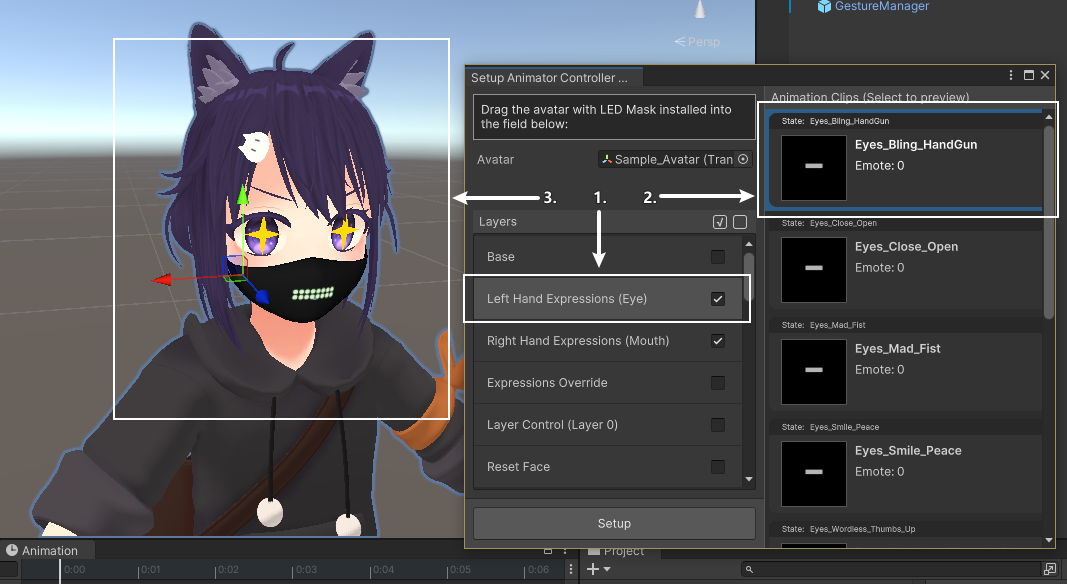 GestureManager
Persp
Setup Animator Controller ...
Drag the avatar with LED Mask installed into
the field below:
Avatar
Sample_Avatar (Tran
3.
1.
2.
Layers
Base
Left Hand Expressions (Eye)
Right Hand Expressions (Mouth)
Expressions Override
Layer Control (Layer 0)
Reset Face
Setup
Animation Clips (Select to preview)
State: Eyes_Bling_HandGun
Eyes_Bling_HandGun
Emote: 0
State: Eyes_Close_Open
Eyes_Close_Open
Emote: 0
State: Eyes_Mad_Fist
Eyes_Mad_Fist
Emote: 0
State: Eyes_Smile_Peace
Eyes_Smile_Peace
Emote: 0
State: Eyes_Wordless_Thumbs_Up
Animation
0:00
0:01
0:02
0:03
0:04
0:05
0:06
Project